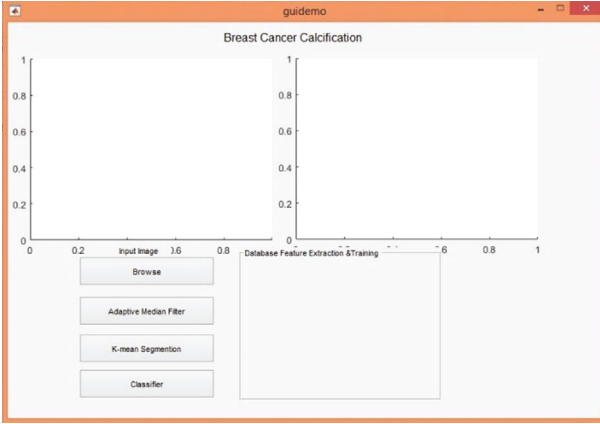 guidemo
Breast Cancer Calcification
1
0.8
0.6
0.4
0.2
0
0 0.2 0.8
1
0.8
0.6
0.4
0.2
0
0.8 1
Input Image
Browse
Adaptive Median Filter
K-mean Segmention
Classifier
Database Feature Extraction &Training